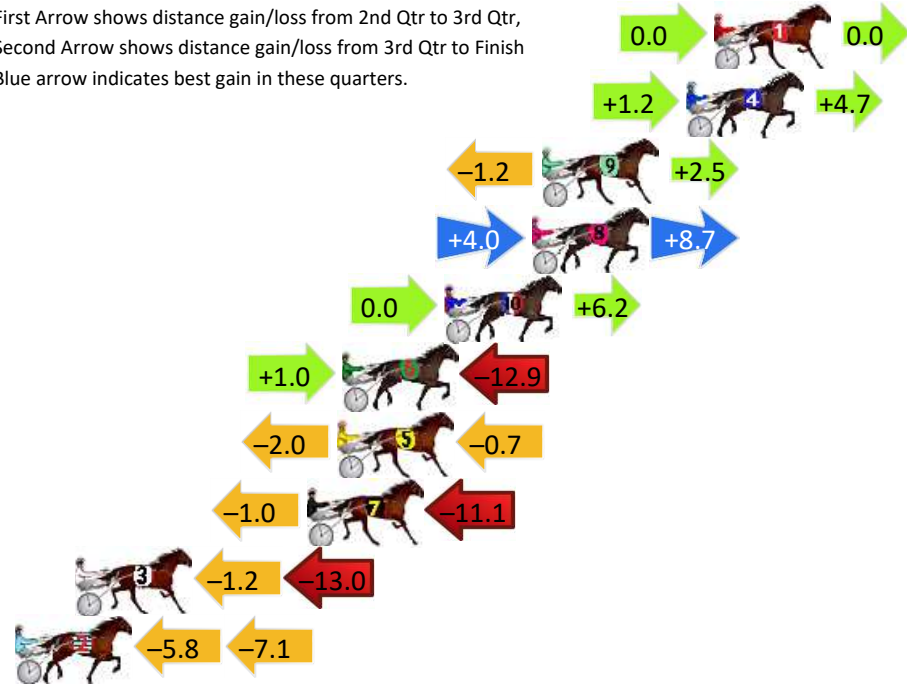 First Arrow shows distance gain/loss from 2nd Qtr to 3rd Qtr,
Second Arrow shows distance gain/loss from 3rd Qtr to Finish
Blue arrow indicates best gain in these quarters.
0.0 1 0.0
+1.2 4 +4.7
–1.2 9 +2.5
+4.0 8 +8.7
0.0 10 +6.2
+1.0 6 –12.9
–2.0 5 –0.7
–1.0 7 –11.1
3 –1.2 –13.0
2 –5.8 –7.1